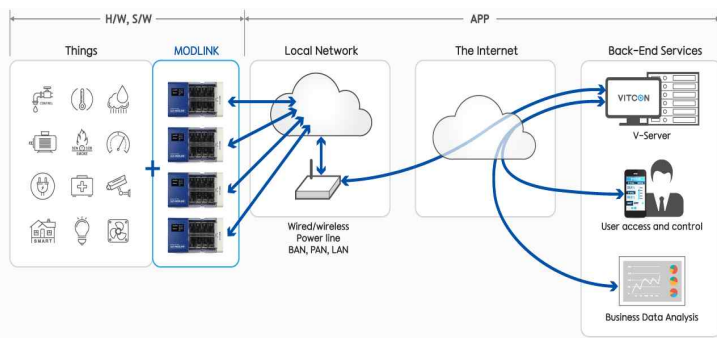 H/W, S/W
APP
Things
MODLINK
Local Network
The Internet
Back-End Services
CONTROL
VITCON
V-Server
SMART
User access and control
Wired/wireless
Power line
BAN, PAN, LAN
Business Data Analysis